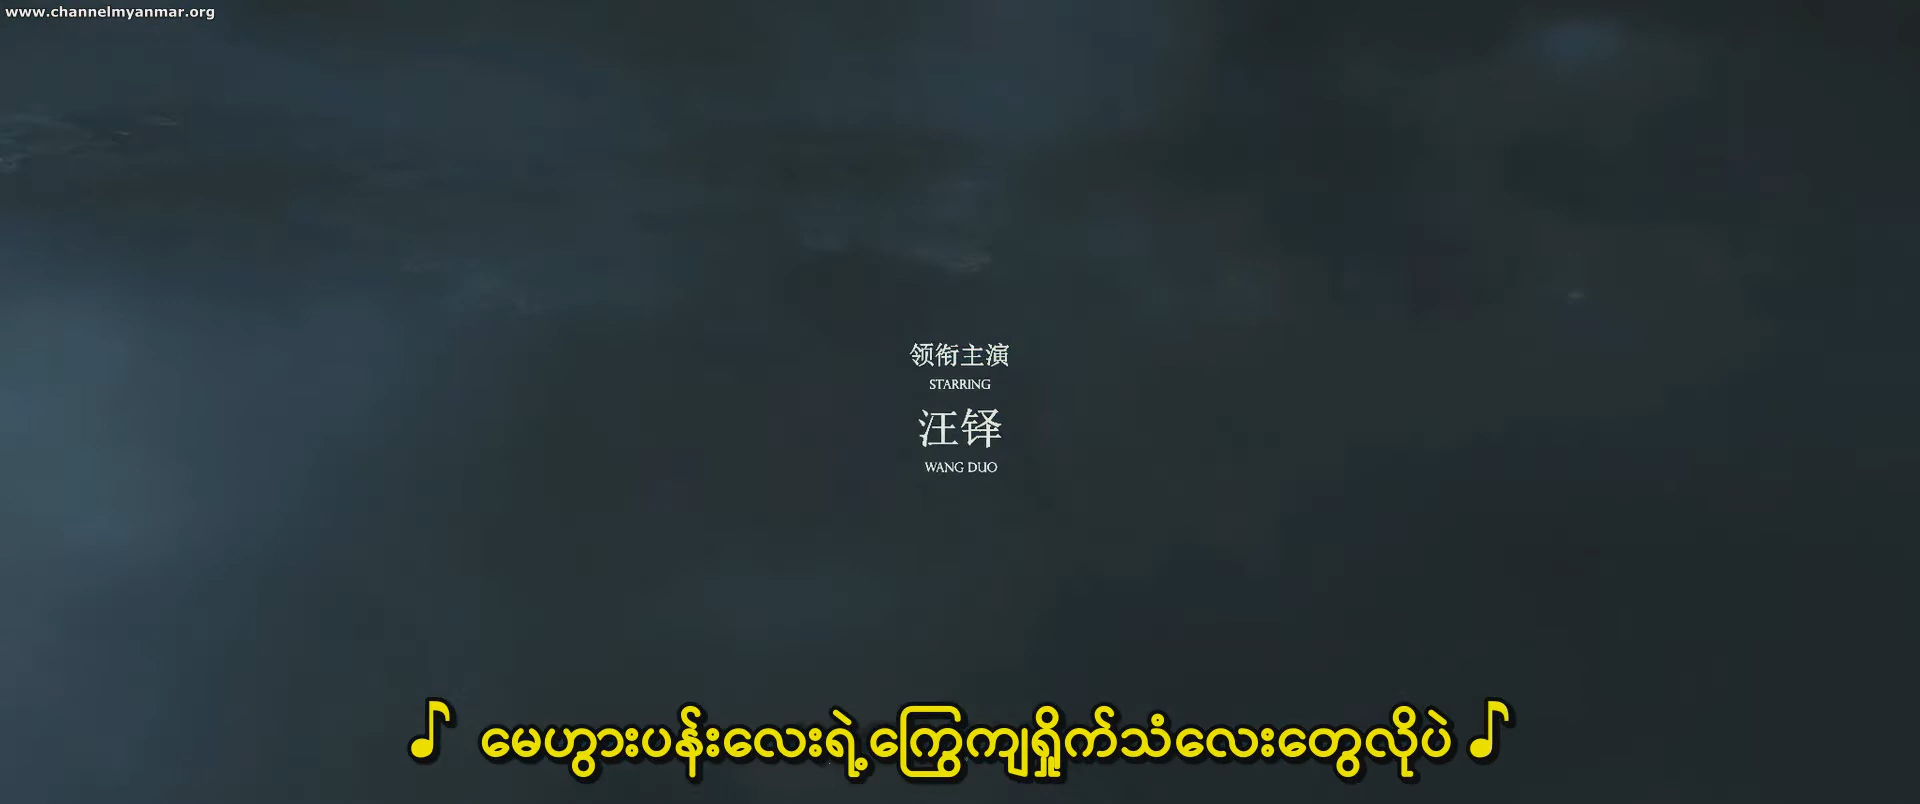 www.channelmyanmar.org
领衔主演
STARRING
汪铎
WANG DUO
♪ မေဟွားပန်းလေးရဲ့ကြွေကျရှိုက်သံလေးတွေလိုပဲ ♪